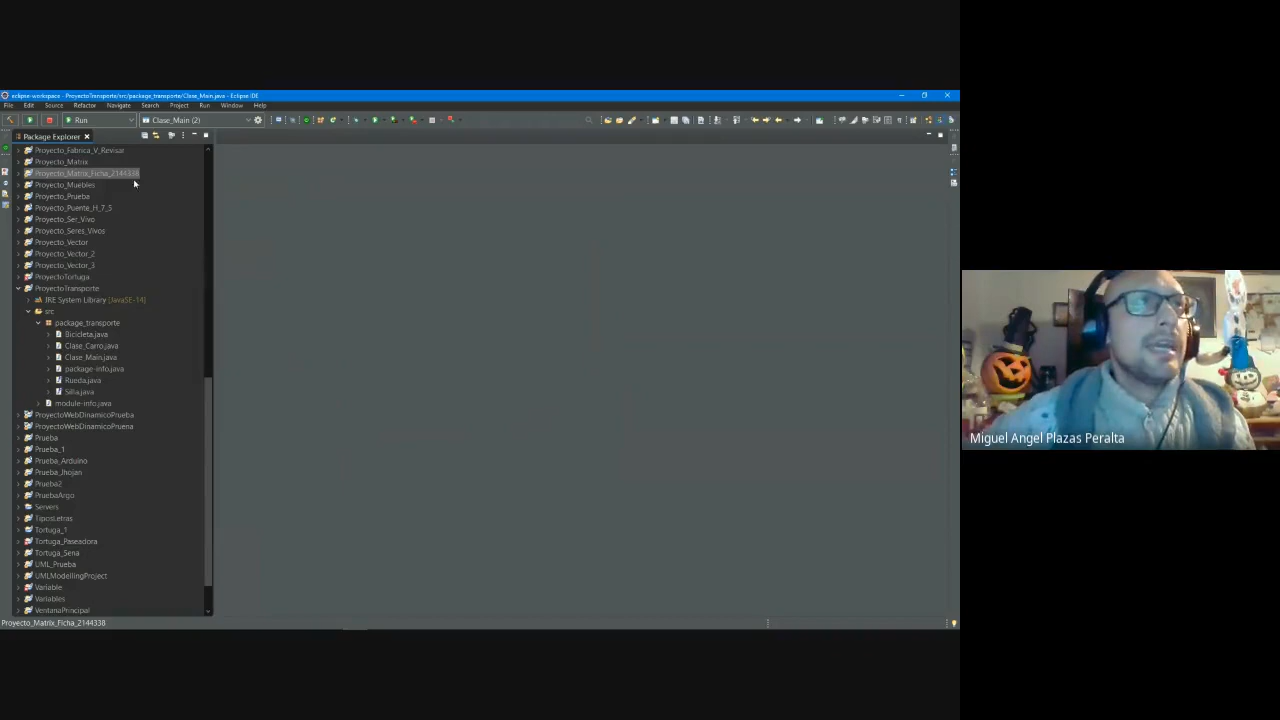 eclipse-workspace - ProyectoTransporte/src/package_transporte/Clase_Main.java - Eclipse IDE
File Edit Source Refactor Navigate Search Project Run Window Help
Run Clase_Main (2)
Package Explorer
Proyecto_Fabrica_V_Revisar
Proyecto_Matrix
Proyecto_Matrix_Ficha_2144338
Proyecto_Muebles
Proyecto_Prueba
Proyecto_Puente_H_7_5
Proyecto_Ser_Vivo
Proyecto_Seres_Vivos
Proyecto_Vector
Proyecto_Vector_2
Proyecto_Vector_3
ProyectoTortuga
ProyectoTransporte
JRE System Library [JavaSE-14]
src
package_transporte
Bicicleta.java
Clase_Carro.java
Clase_Main.java
package-info.java
Rueda.java
Silla.java
module-info.java
ProyectoWebDinamicoPrueba
ProyectoWebDinamicoPruena
Prueba
Prueba_1
Prueba_Arduino
Prueba_Jhojan
Prueba2
PruebaArgo
Servers
TiposLetras
Tortuga_1
Tortuga_Paseadora
Tortuga_Sena
UML_Prueba
UMLModellingProject
Variable
Variables
VentanaPrincipal
Proyecto_Matrix_Ficha_2144338
Miguel Angel Plazas Peralta